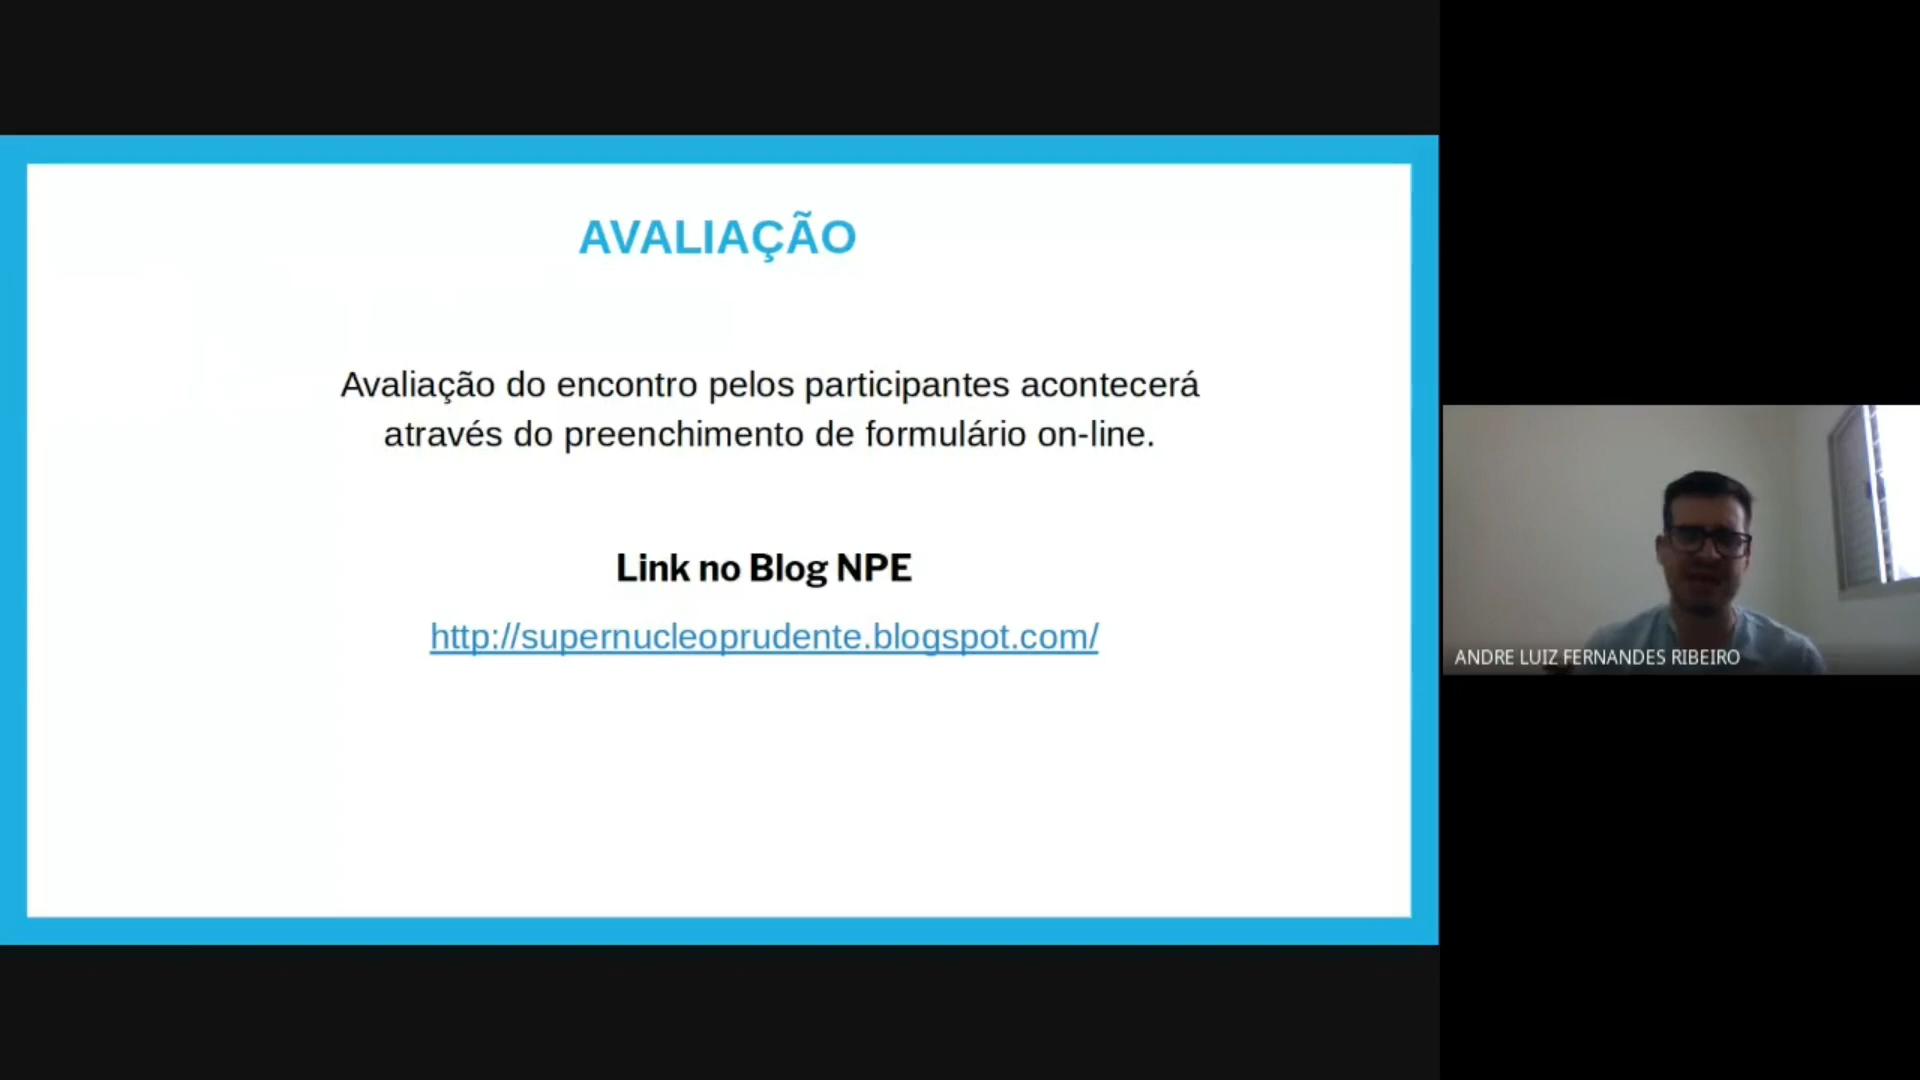 AVALIAÇÃO
Avaliação do encontro pelos participantes acontecerá
através do preenchimento de formulário on-line.
Link no Blog NPE
http://supernucleoprudente.blogspot.com/
ANDRE LUIZ FERNANDES RIBEIRO